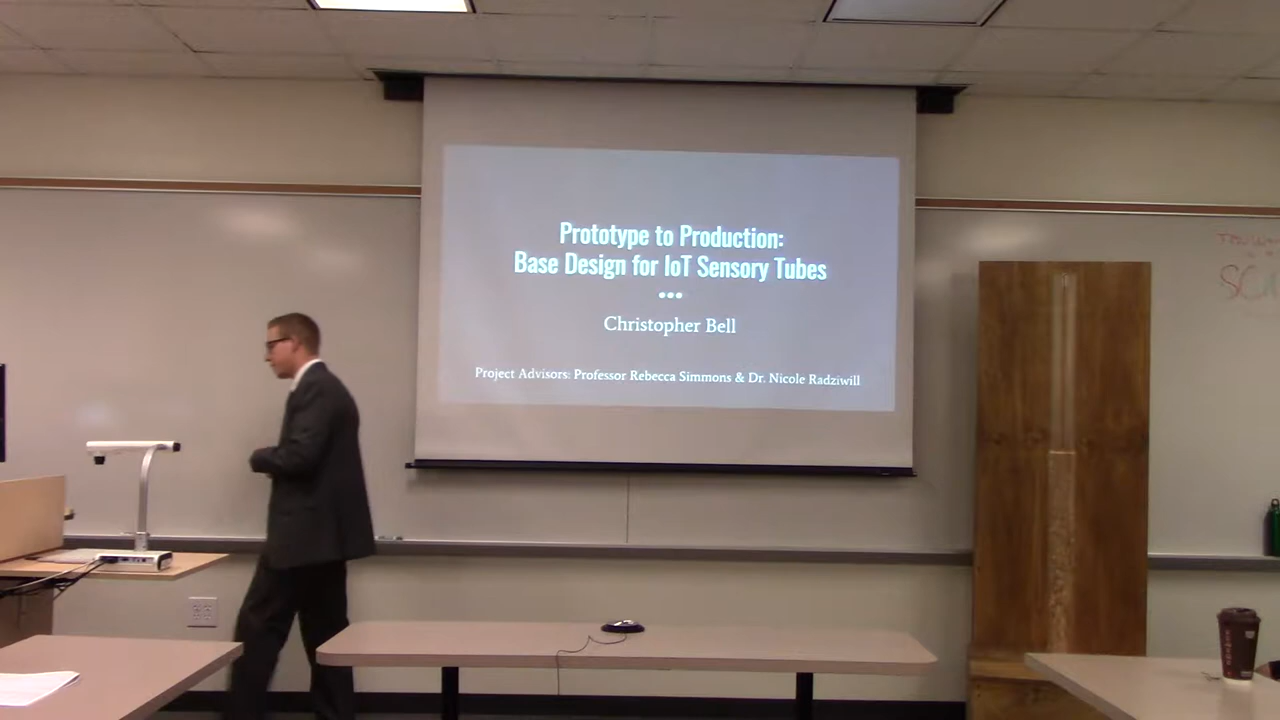 Prototype to Production:
Base Design for IoT Sensory Tubes
Christopher Bell
Project Advisors: Professor Rebecca Simmons & Dr. Nicole Radziwill